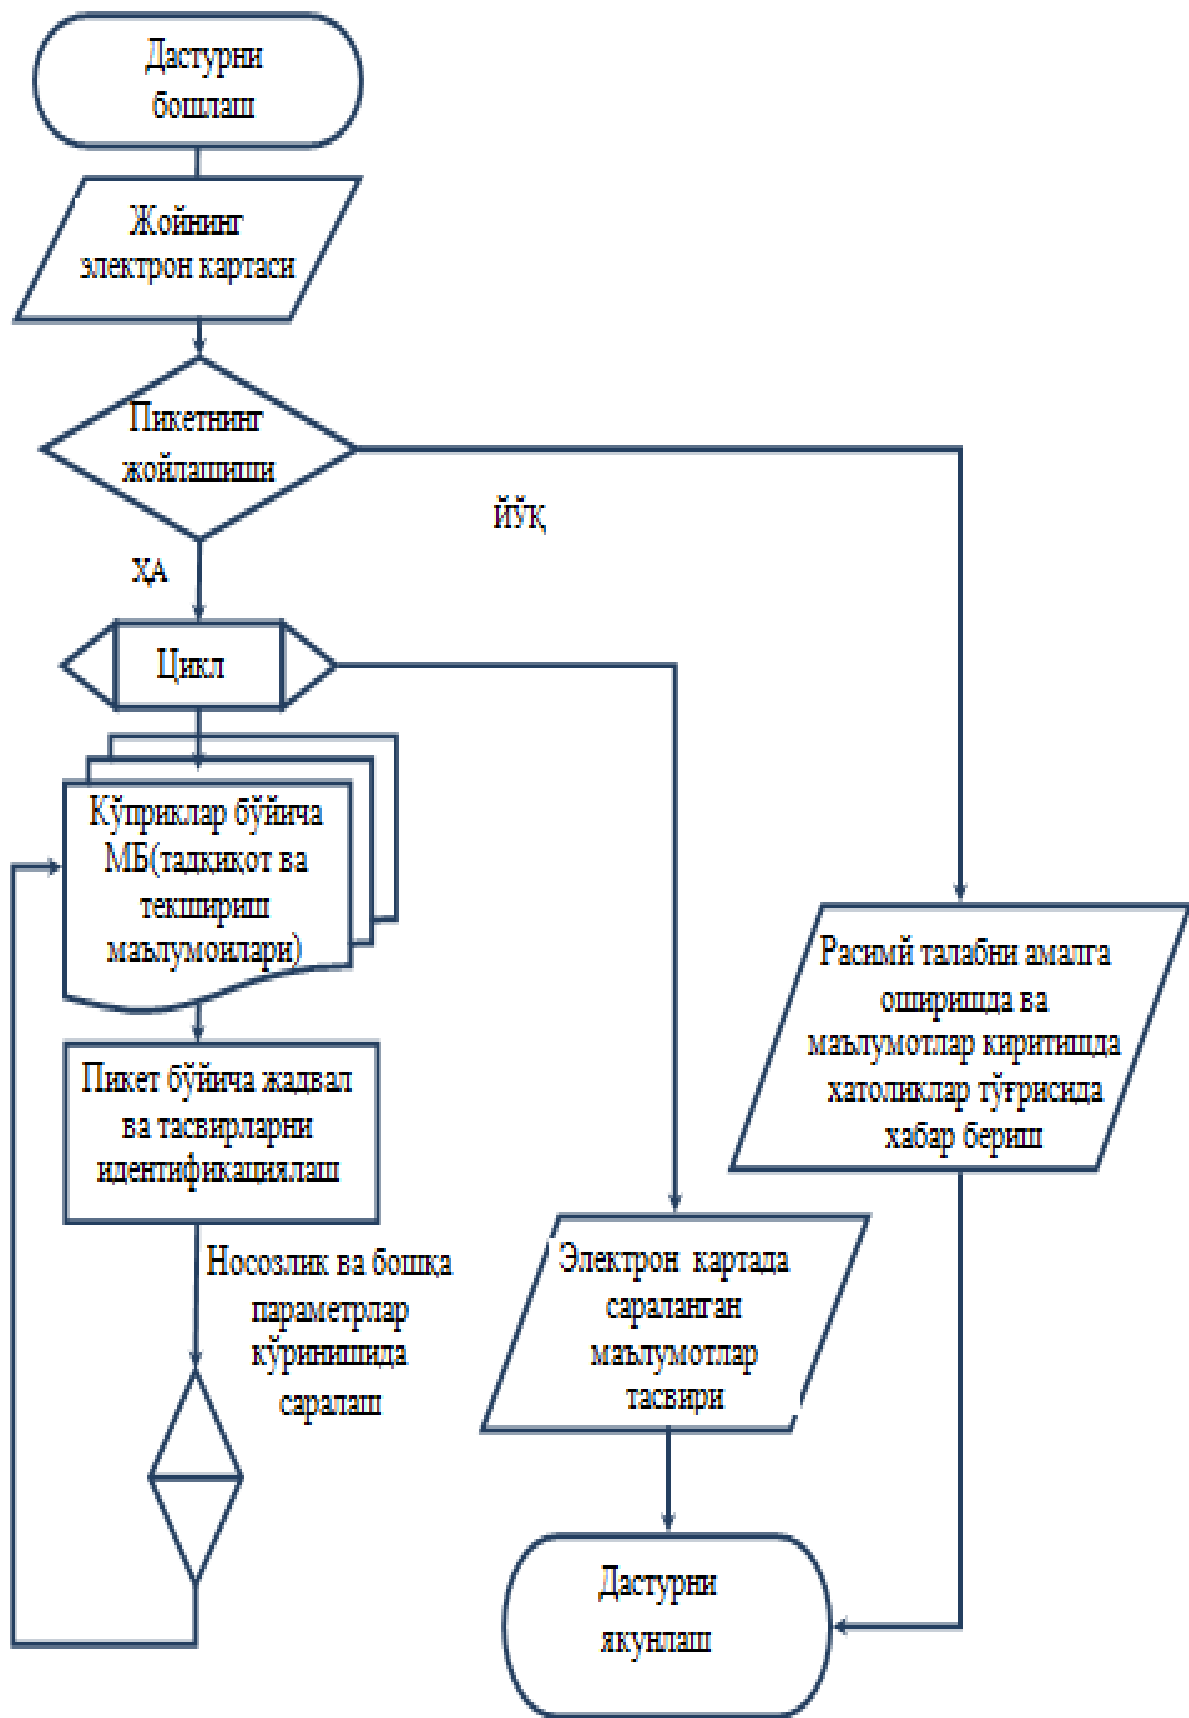 Дастурни
бошлаш
Жойнинг
электрон картаси
Пикетнинг
жойлашиши
ЙЎҚ
ҲА
Цикл
Кўприклар бўйича
МБ(тадқиқот ва
текшириш
маълумоилари)
Пикет бўйича жадвал
ва тасвирларни
идентификациялаш
Носозлик ва бошқа
параметрлар
кўринишида
саралаш
Расимй талабни амалга
оширишда ва
маълумотлар киритишда
хатоликлар тўғрисида
хабар бериш
Электрон картада
сараланган
маълумотлар
тасвири
Дастурни
якунлаш